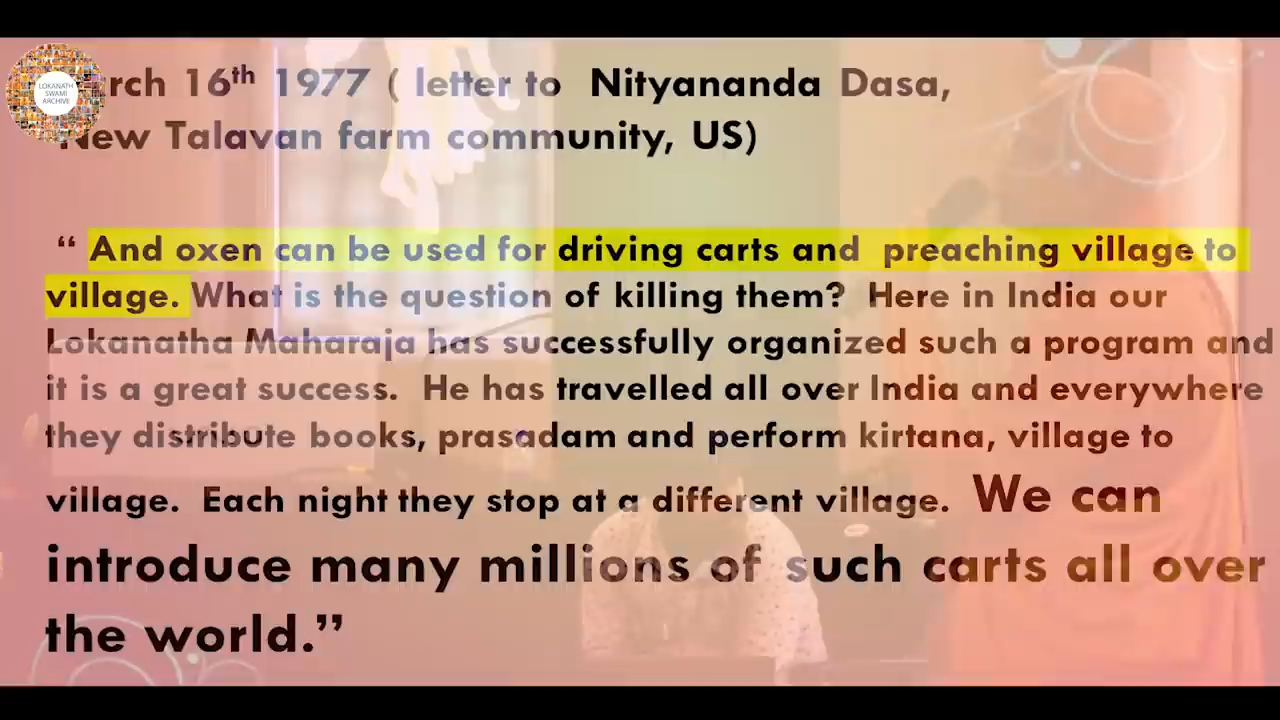 LOKANATH
SWAMI
ARCHIVE
rch 16th 1977 ( letter to Nityananda Dasa,
New Talavan farm community, US)
“ And oxen can be used for driving carts and preaching village to
village. What is the question of killing them? Here in India our
Lokanatha Maharaja has successfully organized such a program and
it is a great success. He has travelled all over India and everywhere
they distribute books, prasadam and perform kirtana, village to
village. Each night they stop at a different village. We can
introduce many millions of such carts all over
the world.”